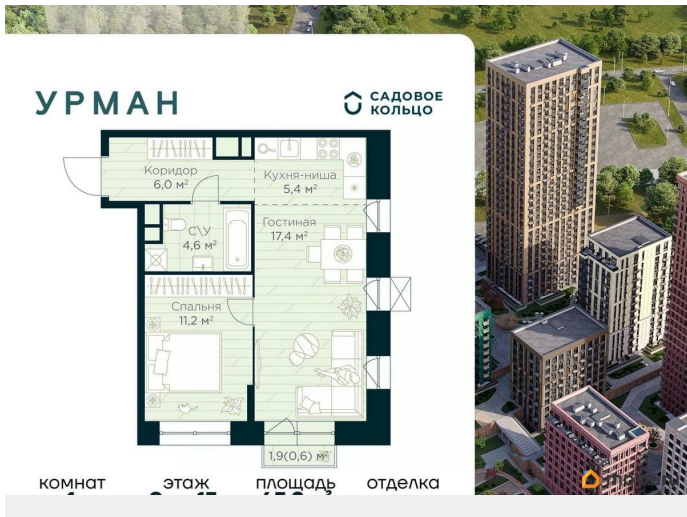 УРМАН
САДОВОЕ
КОЛЬЦО
Коридор
6,0 м²
Кухня-ниша
5,4 м²
С\У
4,6 м²
Гостиная
17,4 м²
Спальня
11,2 м²
1,9(0,6) м²
комнат этаж площадь отделка